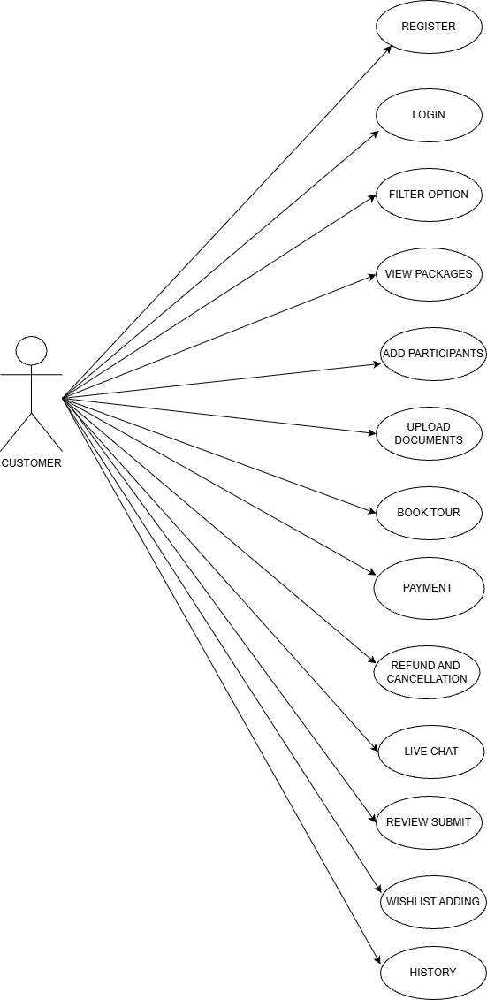 REGISTER
LOGIN
FILTER OPTION
VIEW PACKAGES
ADD PARTICIPANTS
UPLOAD
DOCUMENTS
CUSTOMER
BOOK TOUR
PAYMENT
REFUND AND
CANCELLATION
LIVE CHAT
REVIEW SUBMIT
WISHLIST ADDING
HISTORY